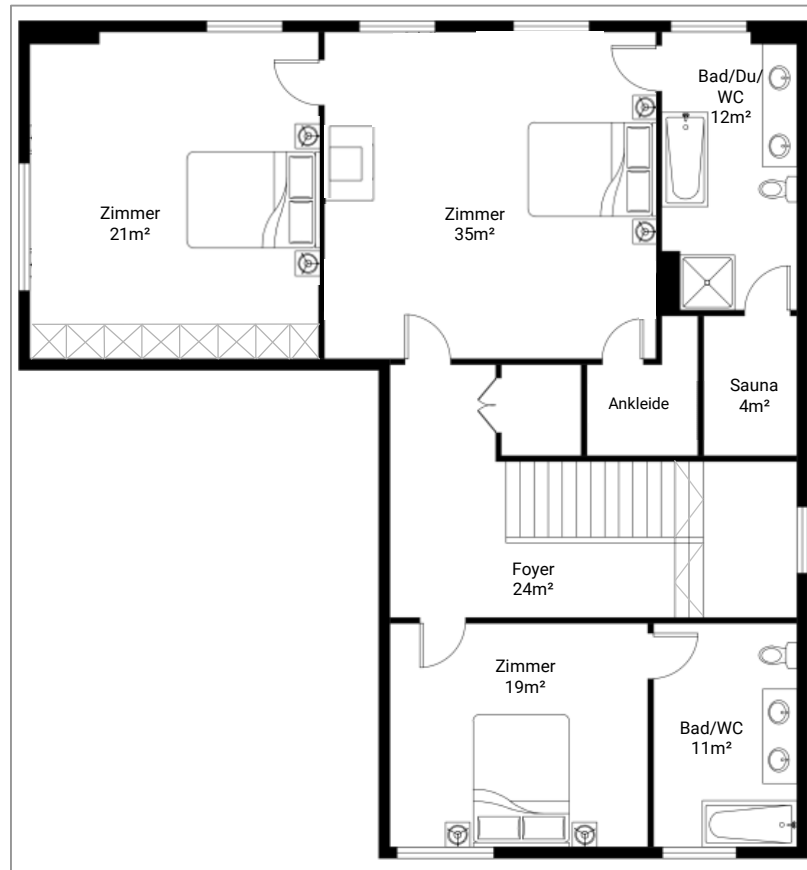 Bad/Du/
WC
12m²
Zimmer
21m²
Zimmer
35m²
Sauna
4m²
Ankleide
Foyer
24m²
Zimmer
19m²
Bad/WC
11m²